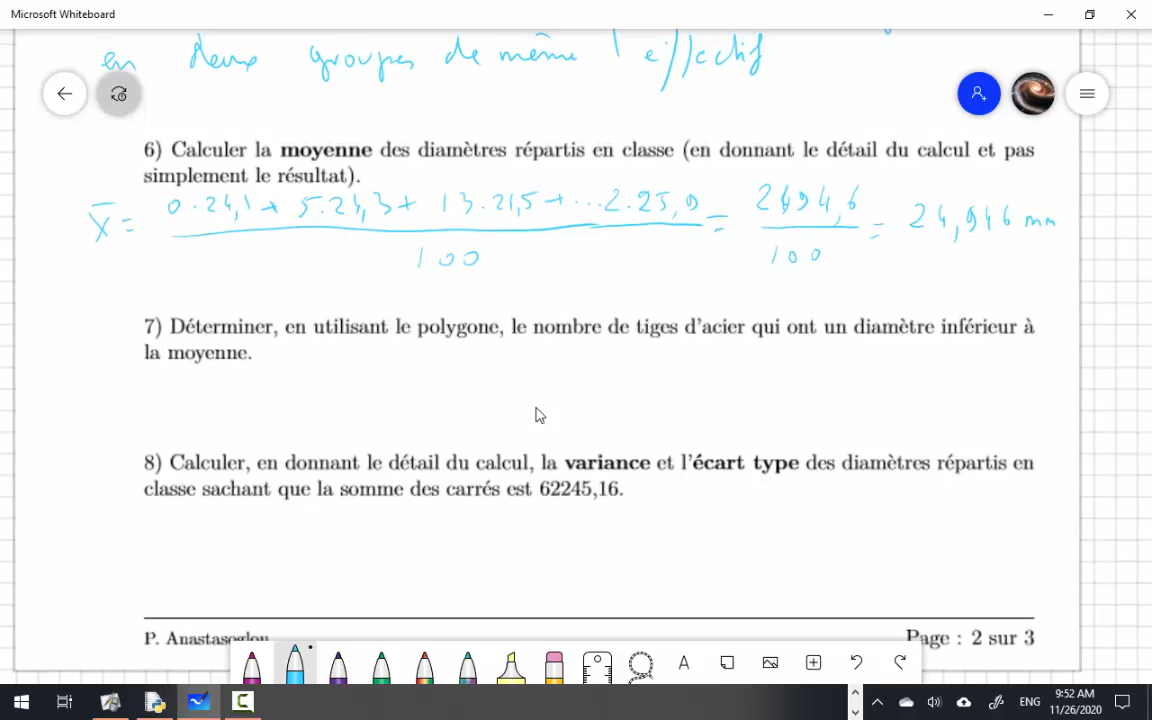 Microsoft Whiteboard
en deux groupes de même l'effectif
6) Calculer la moyenne des diamètres répartis en classe (en donnant le détail du calcul et pas
simplement le résultat).
x̄ = 0.24,1 + 5.24,3 + 13.24,5 + ... 2.25,9 = 2494,6 = 24,946 mm
100 100
7) Déterminer, en utilisant le polygone, le nombre de tiges d'acier qui ont un diamètre inférieur à
la moyenne.
8) Calculer, en donnant le détail du calcul, la variance et l'écart type des diamètres répartis en
classe sachant que la somme des carrés est 62245,16.
P. Anastasoglou Page : 2 sur 3
A
ENG
9:52 AM
11/26/2020